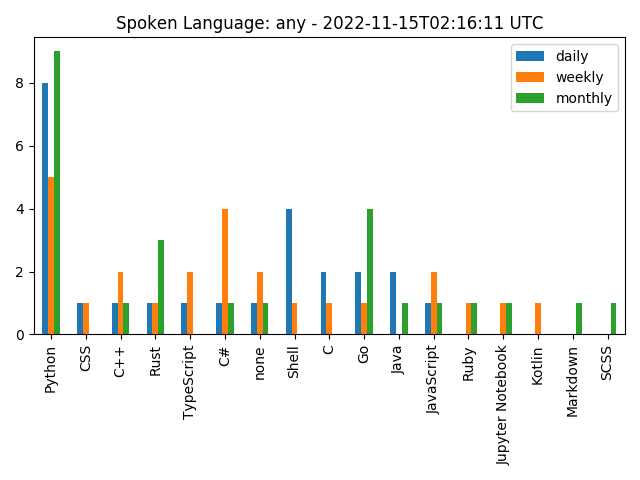 Spoken Language: any - 2022-11-15T02:16:11 UTC
daily
weekly
monthly
8
6
4
2
0
Python
CSS
C++
Rust
TypeScript
C#
none
Shell
C
Go
Java
JavaScript
Ruby
Jupyter Notebook
Kotlin
Markdown
SCSS